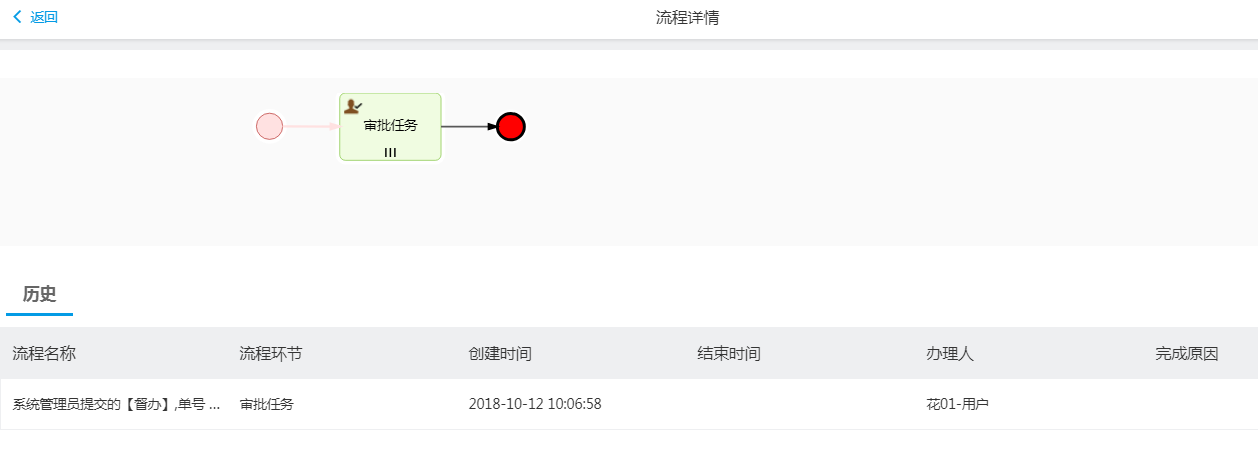 返回
流程详情
审批任务
历史
流程名称 流程环节 创建时间 结束时间 办理人 完成原因
系统管理员提交的【督办】,单号 ... 审批任务 2018-10-12 10:06:58 花01-用户